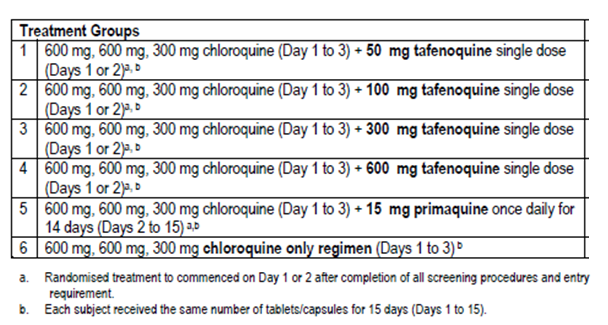 Treatment Groups
1 600 mg, 600 mg, 300 mg chloroquine (Day 1 to 3) + 50 mg tafenoquine single dose
(Days 1 or 2)a, b
2 600 mg, 600 mg, 300 mg chloroquine (Day 1 to 3) + 100 mg tafenoquine single dose
(Days 1 or 2)a, b
3 600 mg, 600 mg, 300 mg chloroquine (Day 1 to 3) + 300 mg tafenoquine single dose
(Days 1 or 2)a, b
4 600 mg, 600 mg, 300 mg chloroquine (Day 1 to 3) + 600 mg tafenoquine single dose
(Days 1 or 2)a, b
5 600 mg, 600 mg, 300 mg chloroquine (Day 1 to 3) + 15 mg primaquine once daily for
14 days (Days 2 to 15) a,b
6 600 mg, 600 mg, 300 mg chloroquine only regimen (Days 1 to 3) b
a. Randomised treatment to commenced on Day 1 or 2 after completion of all screening procedures and entry
requirement.
b. Each subject received the same number of tablets/capsules for 15 days (Days 1 to 15).